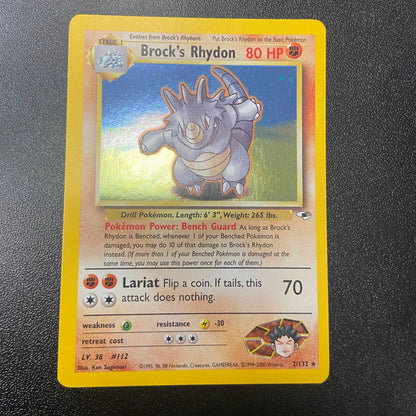 STAGE 1
Evolves from Brock's Rhyhorn
Put Brock's Rhydon on the Basic Pokémon
Brock's Rhydon 80 HP
Drill Pokémon. Length: 6' 3", Weight: 265 lbs.
Pokémon Power: Bench Guard As long as Brock's
Rhydon is Benched, whenever 1 of your Benched Pokémon is
damaged, you may do 10 of that damage to Brock's Rhydon
instead. (If more than 1 of your Benched Pokémon is damaged at the
same time, you may use this power once for each of them.)
Lariat Flip a coin. If tails, this 70
attack does nothing.
weakness resistance -30
retreat cost
LV. 38 #112
2/132 ★
Illus. Ken Sugimori ©1995, 96, 98 Nintendo, Creatures, GAMEFREAK. ©1999-2000 Wizards.